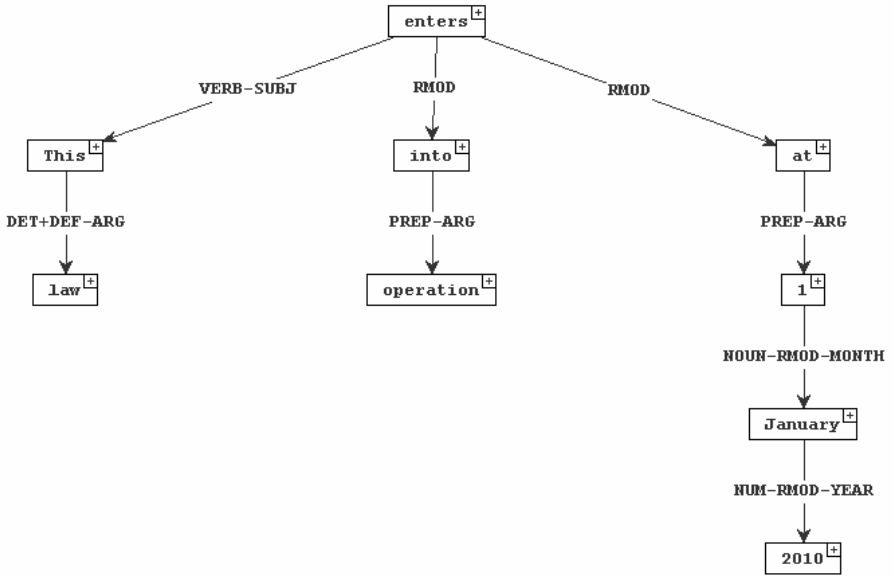 enters
VERB-SUBJ RMOD RMOD
This into at
DET+DEF-ARG PREP-ARG PREP-ARG
law operation 1
NOUN-RMOD-MONTH
January
NUM-RMOD-YEAR
2010